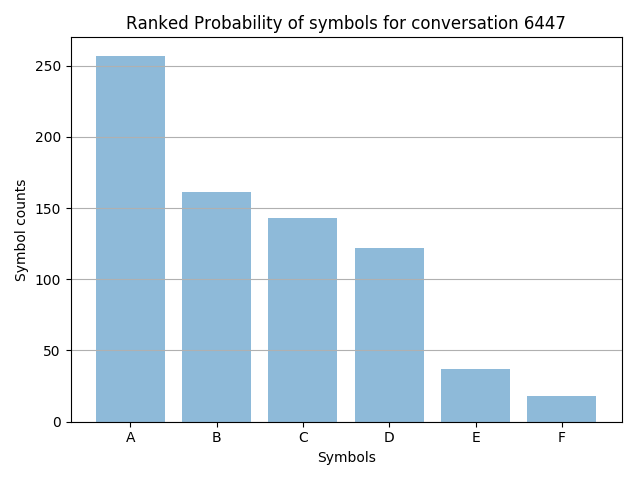 Ranked Probability of symbols for conversation 6447
Symbol counts
250
200
150
100
50
0
A B C D E F
Symbols